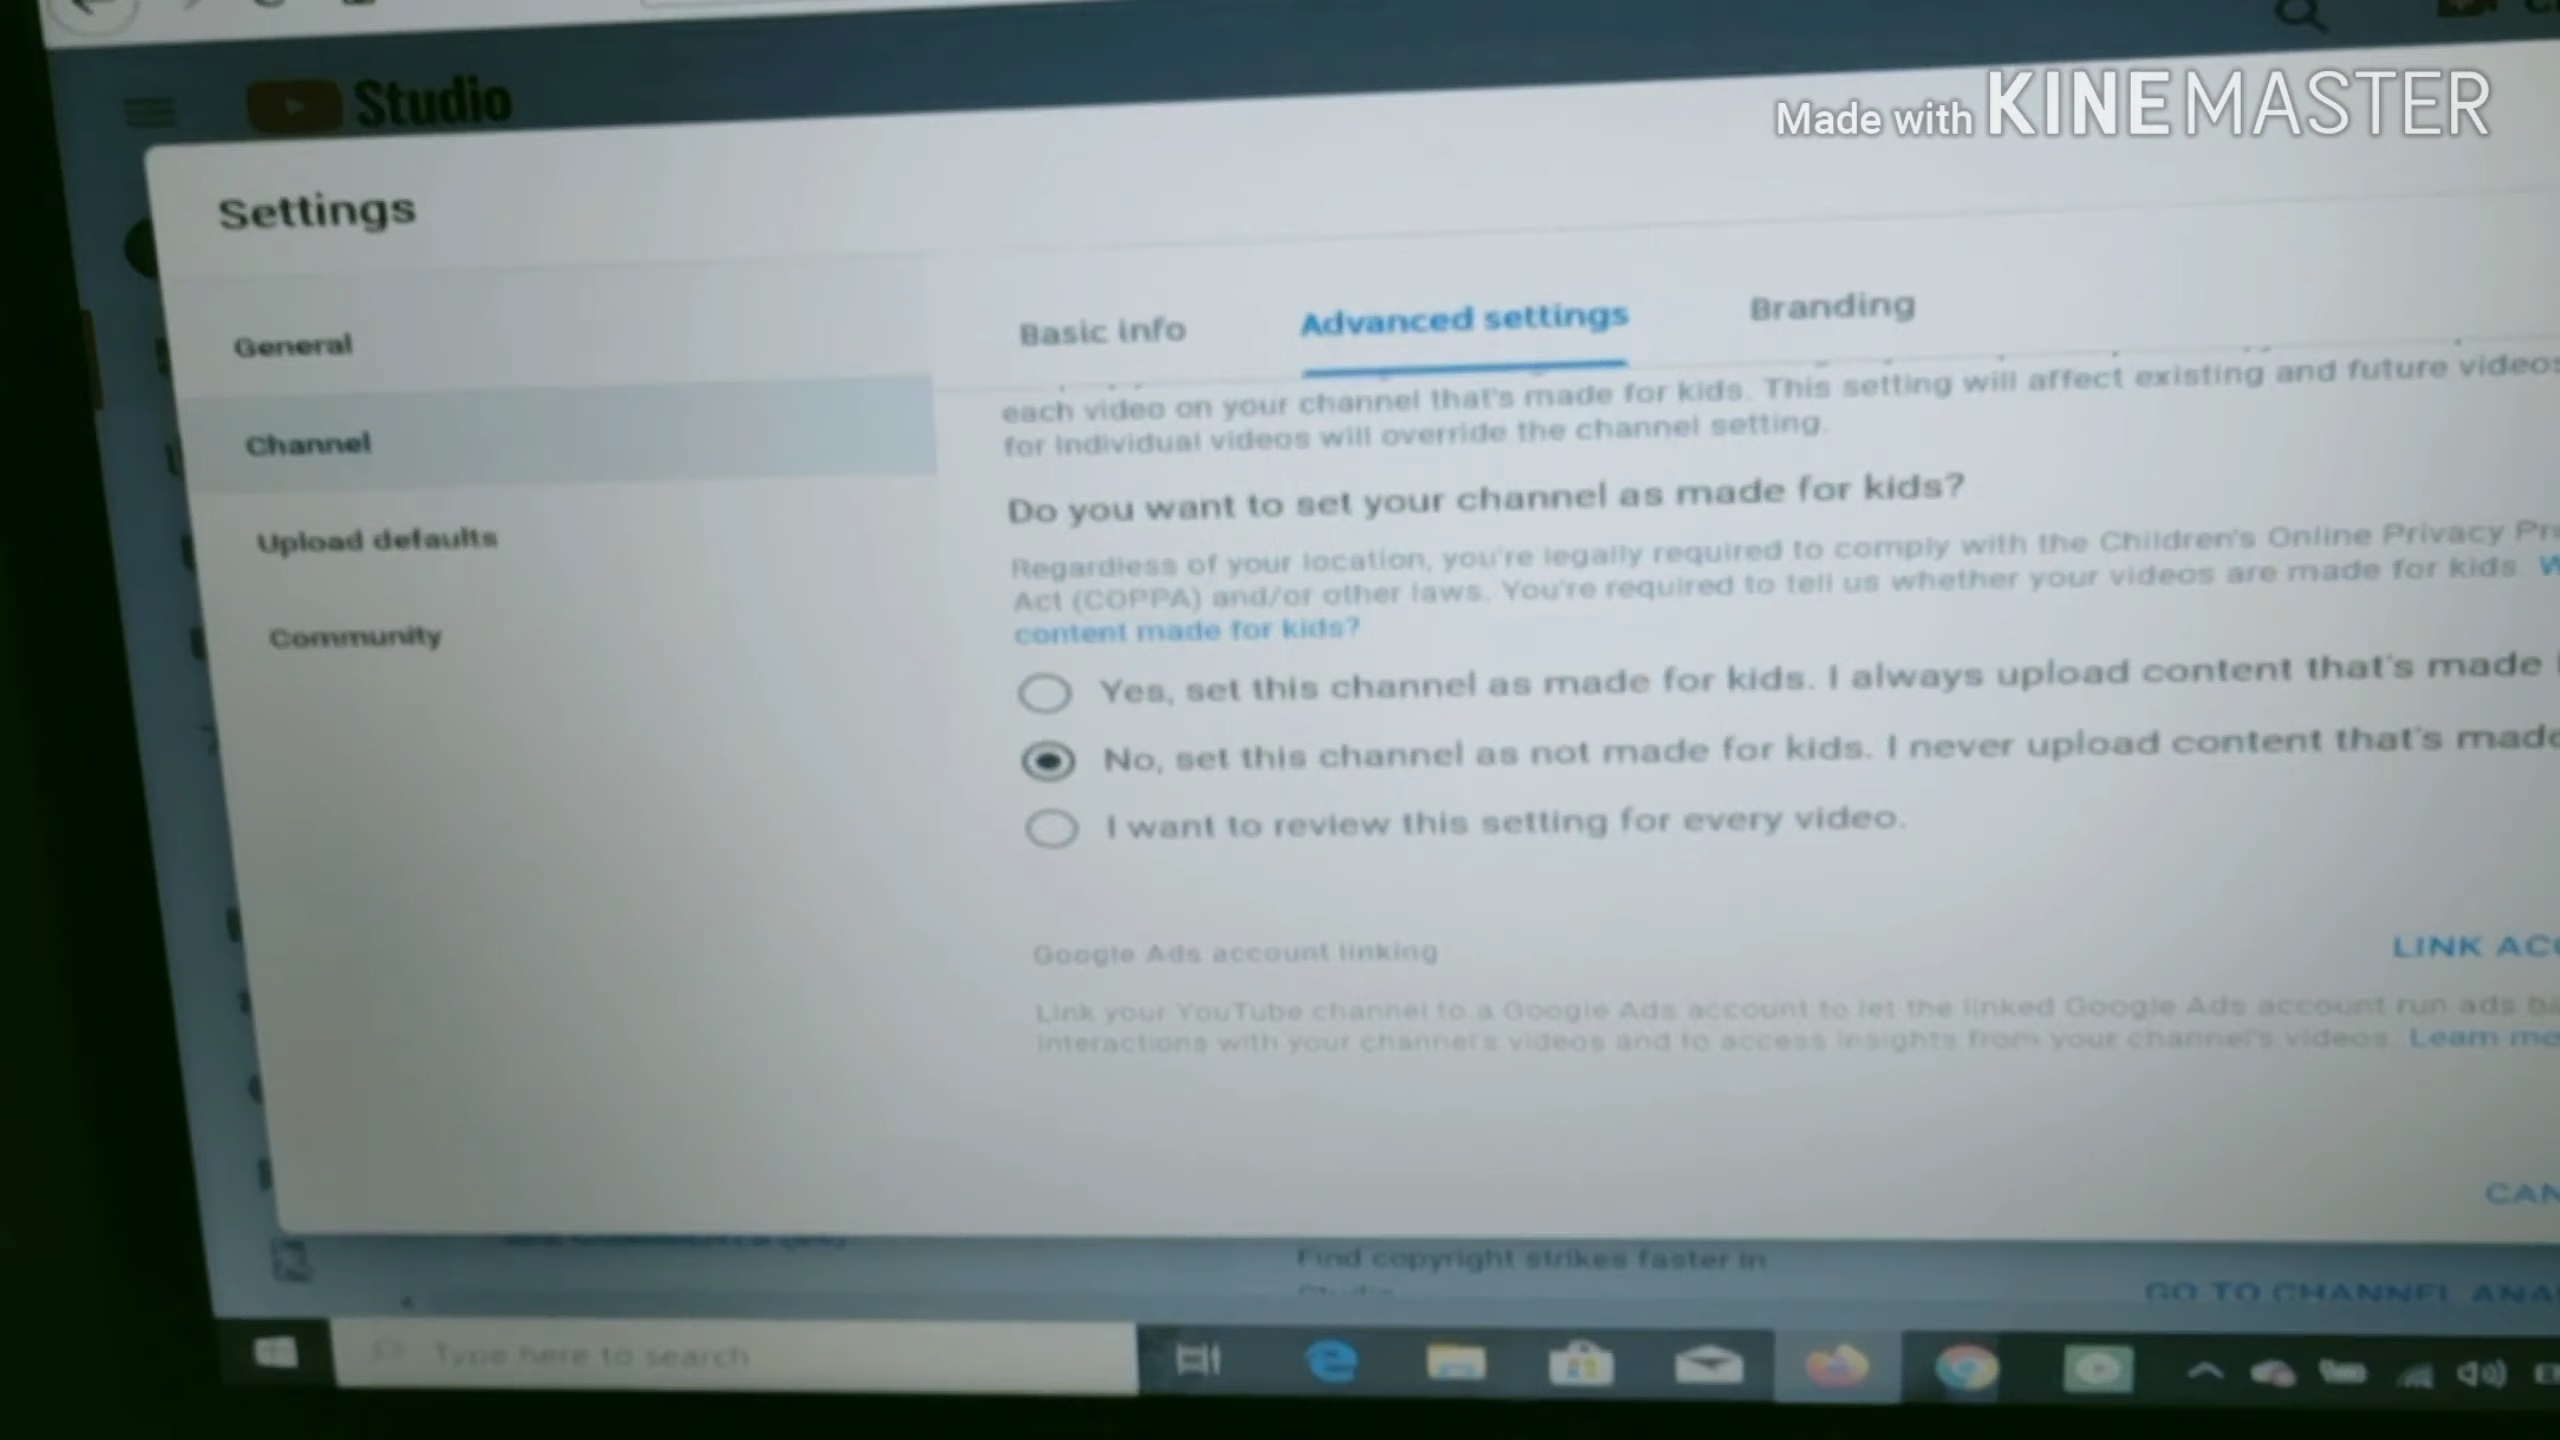 Studio
Made with KINEMASTER
Settings
General
Channel
Upload defaults
Community
Basic info
Advanced settings
Branding
each video on your channel that's made for kids. This setting will affect existing and future videos
for individual videos will override the channel setting.
Do you want to set your channel as made for kids?
Regardless of your location, you're legally required to comply with the Children's Online Privacy
Act (COPPA) and/or other laws. You're required to tell us whether your videos are made for kids.
content made for kids?
Yes, set this channel as made for kids. I always upload content that's made
No, set this channel as not made for kids. I never upload content that's made
I want to review this setting for every video.
Google Ads account linking
LINK
Link your YouTube channel to a Google Ads account to let the linked Google Ads account run ads
interactions with your channel's videos and to access insights from your channel's videos. Learn
Find copyright strikes faster in
GO TO CHANNEL
Type here to search